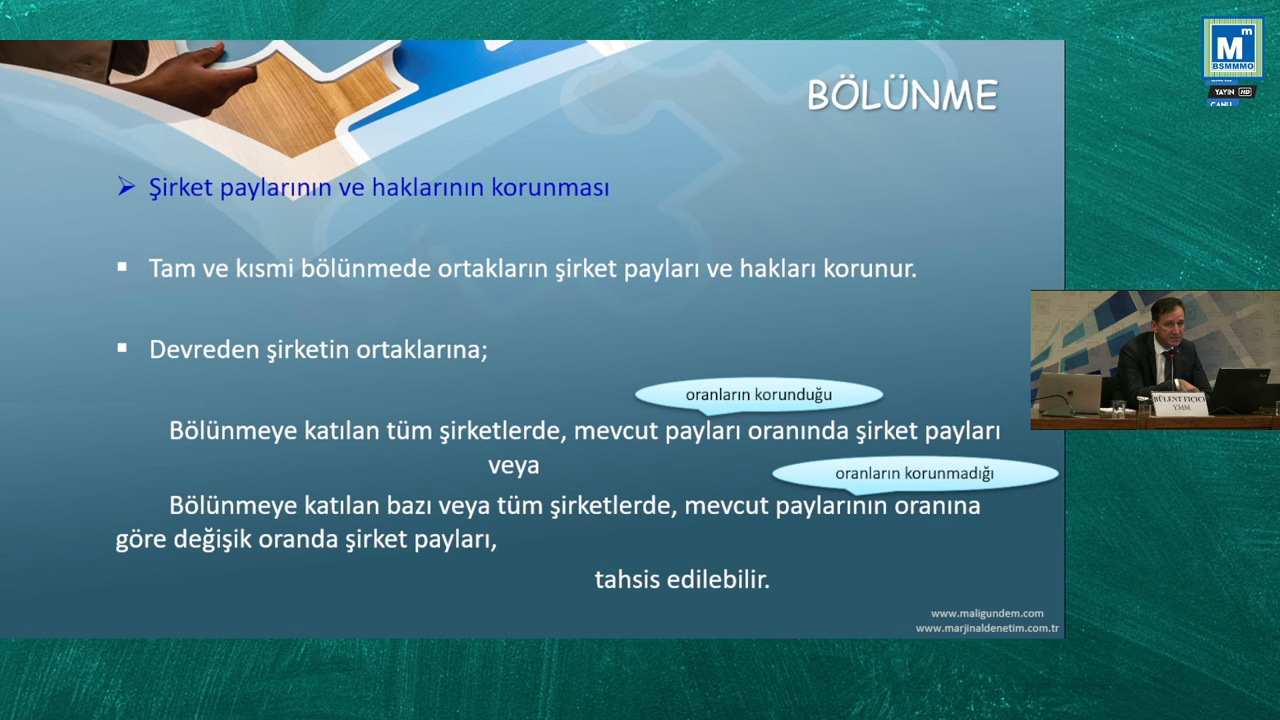 M m
BSMMMO
YAYIN HD
CANLI
BÖLÜNME
Şirket paylarının ve haklarının korunması
Tam ve kısmi bölünmede ortakların şirket payları ve hakları korunur.
Devreden şirketin ortaklarına;
oranların korunduğu
Bölünmeye katılan tüm şirketlerde, mevcut payları oranında şirket payları
veya
oranların korunmadığı
Bölünmeye katılan bazı veya tüm şirketlerde, mevcut paylarının oranına
göre değişik oranda şirket payları,
tahsis edilebilir.
www.maligundem.com
www.marjinaldenetim.com.tr
BÜLENT FIÇICI
YMM